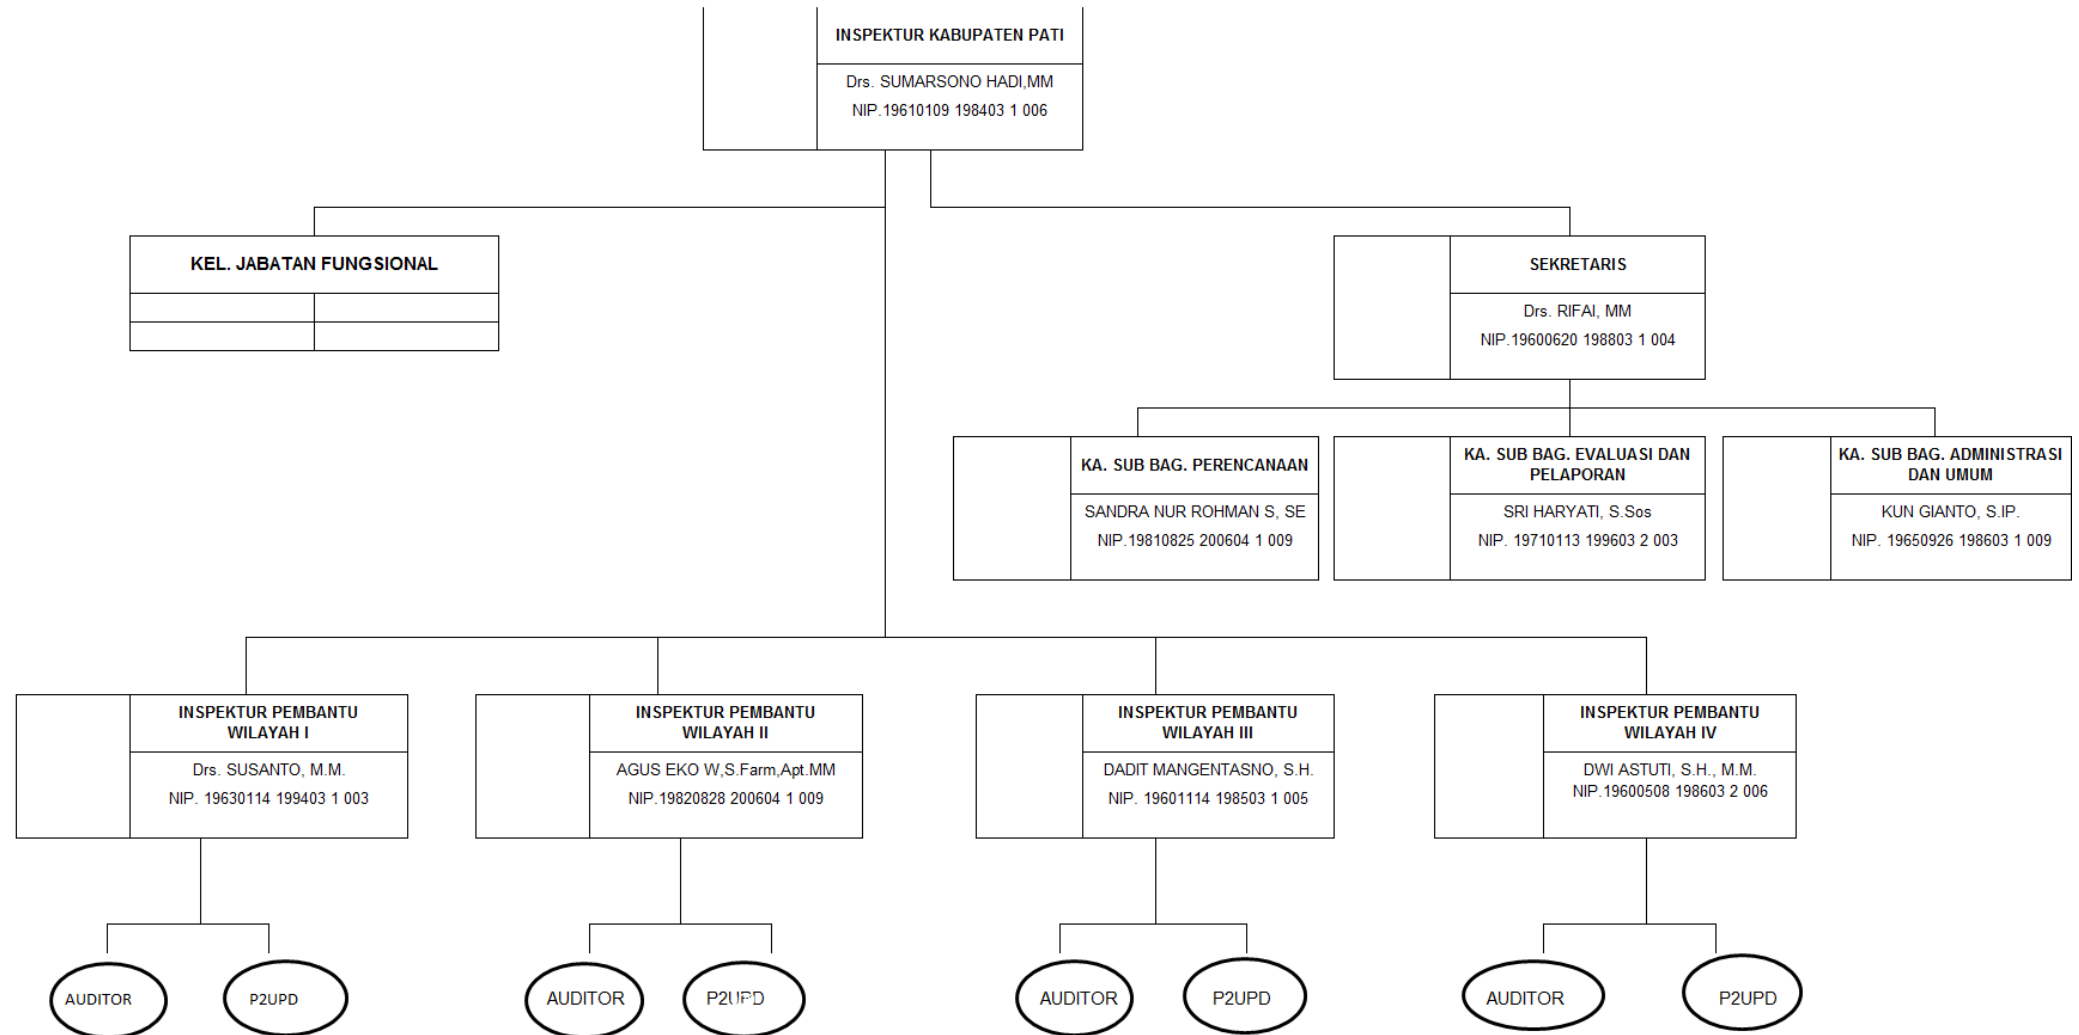 INSPEKTUR KABUPATEN PATI
Drs. SUMARSONO HADI,MM
NIP.19610109 198403 1 006
KEL. JABATAN FUNGSIONAL
SEKRETARIS
Drs. RIFAI, MM
NIP.19600620 198803 1 004
KA. SUB BAG. PERENCANAAN
SANDRA NUR ROHMAN S, SE
NIP.19810825 200604 1 009
KA. SUB BAG. EVALUASI DAN
PELAPORAN
SRI HARYATI, S.Sos
NIP. 19710113 199603 2 003
KA. SUB BAG. ADMINISTRASI
DAN UMUM
KUN GIANTO, S.IP.
NIP. 19650926 198603 1 009
INSPEKTUR PEMBANTU
WILAYAH I
Drs. SUSANTO, M.M.
NIP. 19630114 199403 1 003
INSPEKTUR PEMBANTU
WILAYAH II
AGUS EKO W,S.Farm,Apt.MM
NIP.19820828 200604 1 009
INSPEKTUR PEMBANTU
WILAYAH III
DADIT MANGENTASNO, S.H.
NIP. 19601114 198503 1 005
INSPEKTUR PEMBANTU
WILAYAH IV
DWI ASTUTI, S.H., M.M.
NIP.19600508 198603 2 006
AUDITOR
P2UPD
AUDITOR
P2UPD
AUDITOR
P2UPD
AUDITOR
P2UPD